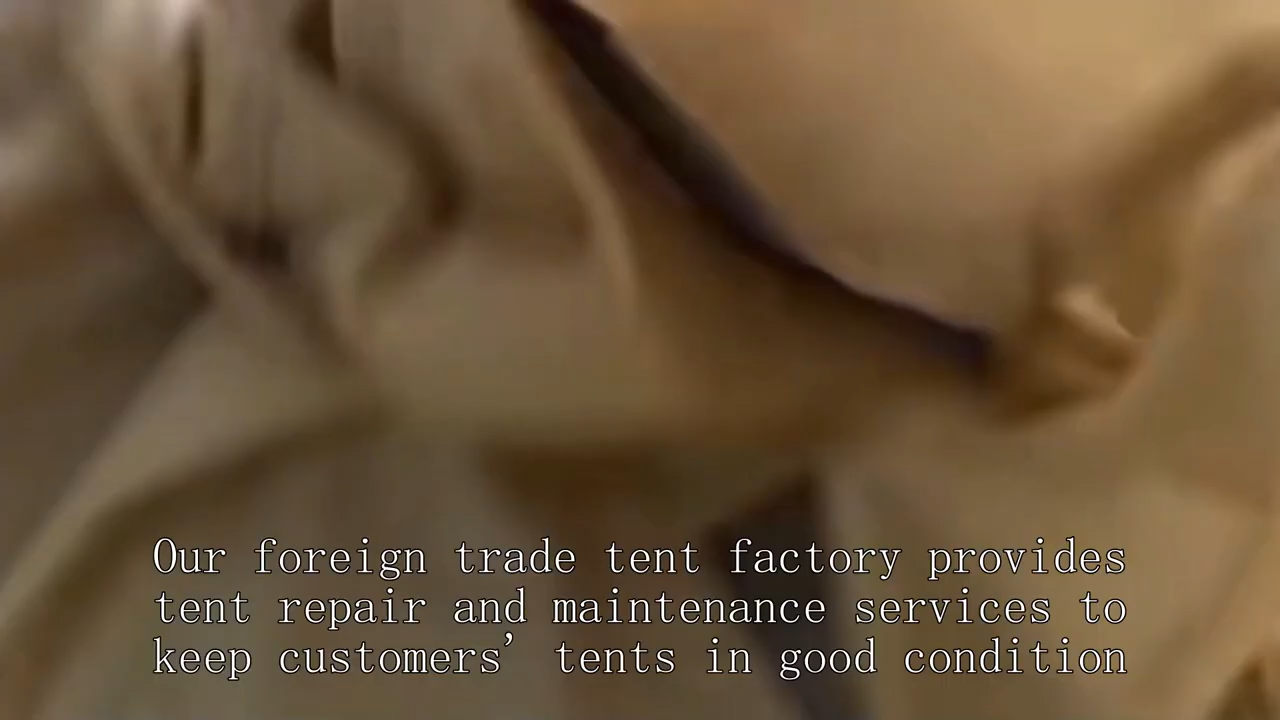 Our foreign trade tent factory provides
tent repair and maintenance services to
keep customers’ tents in good condition